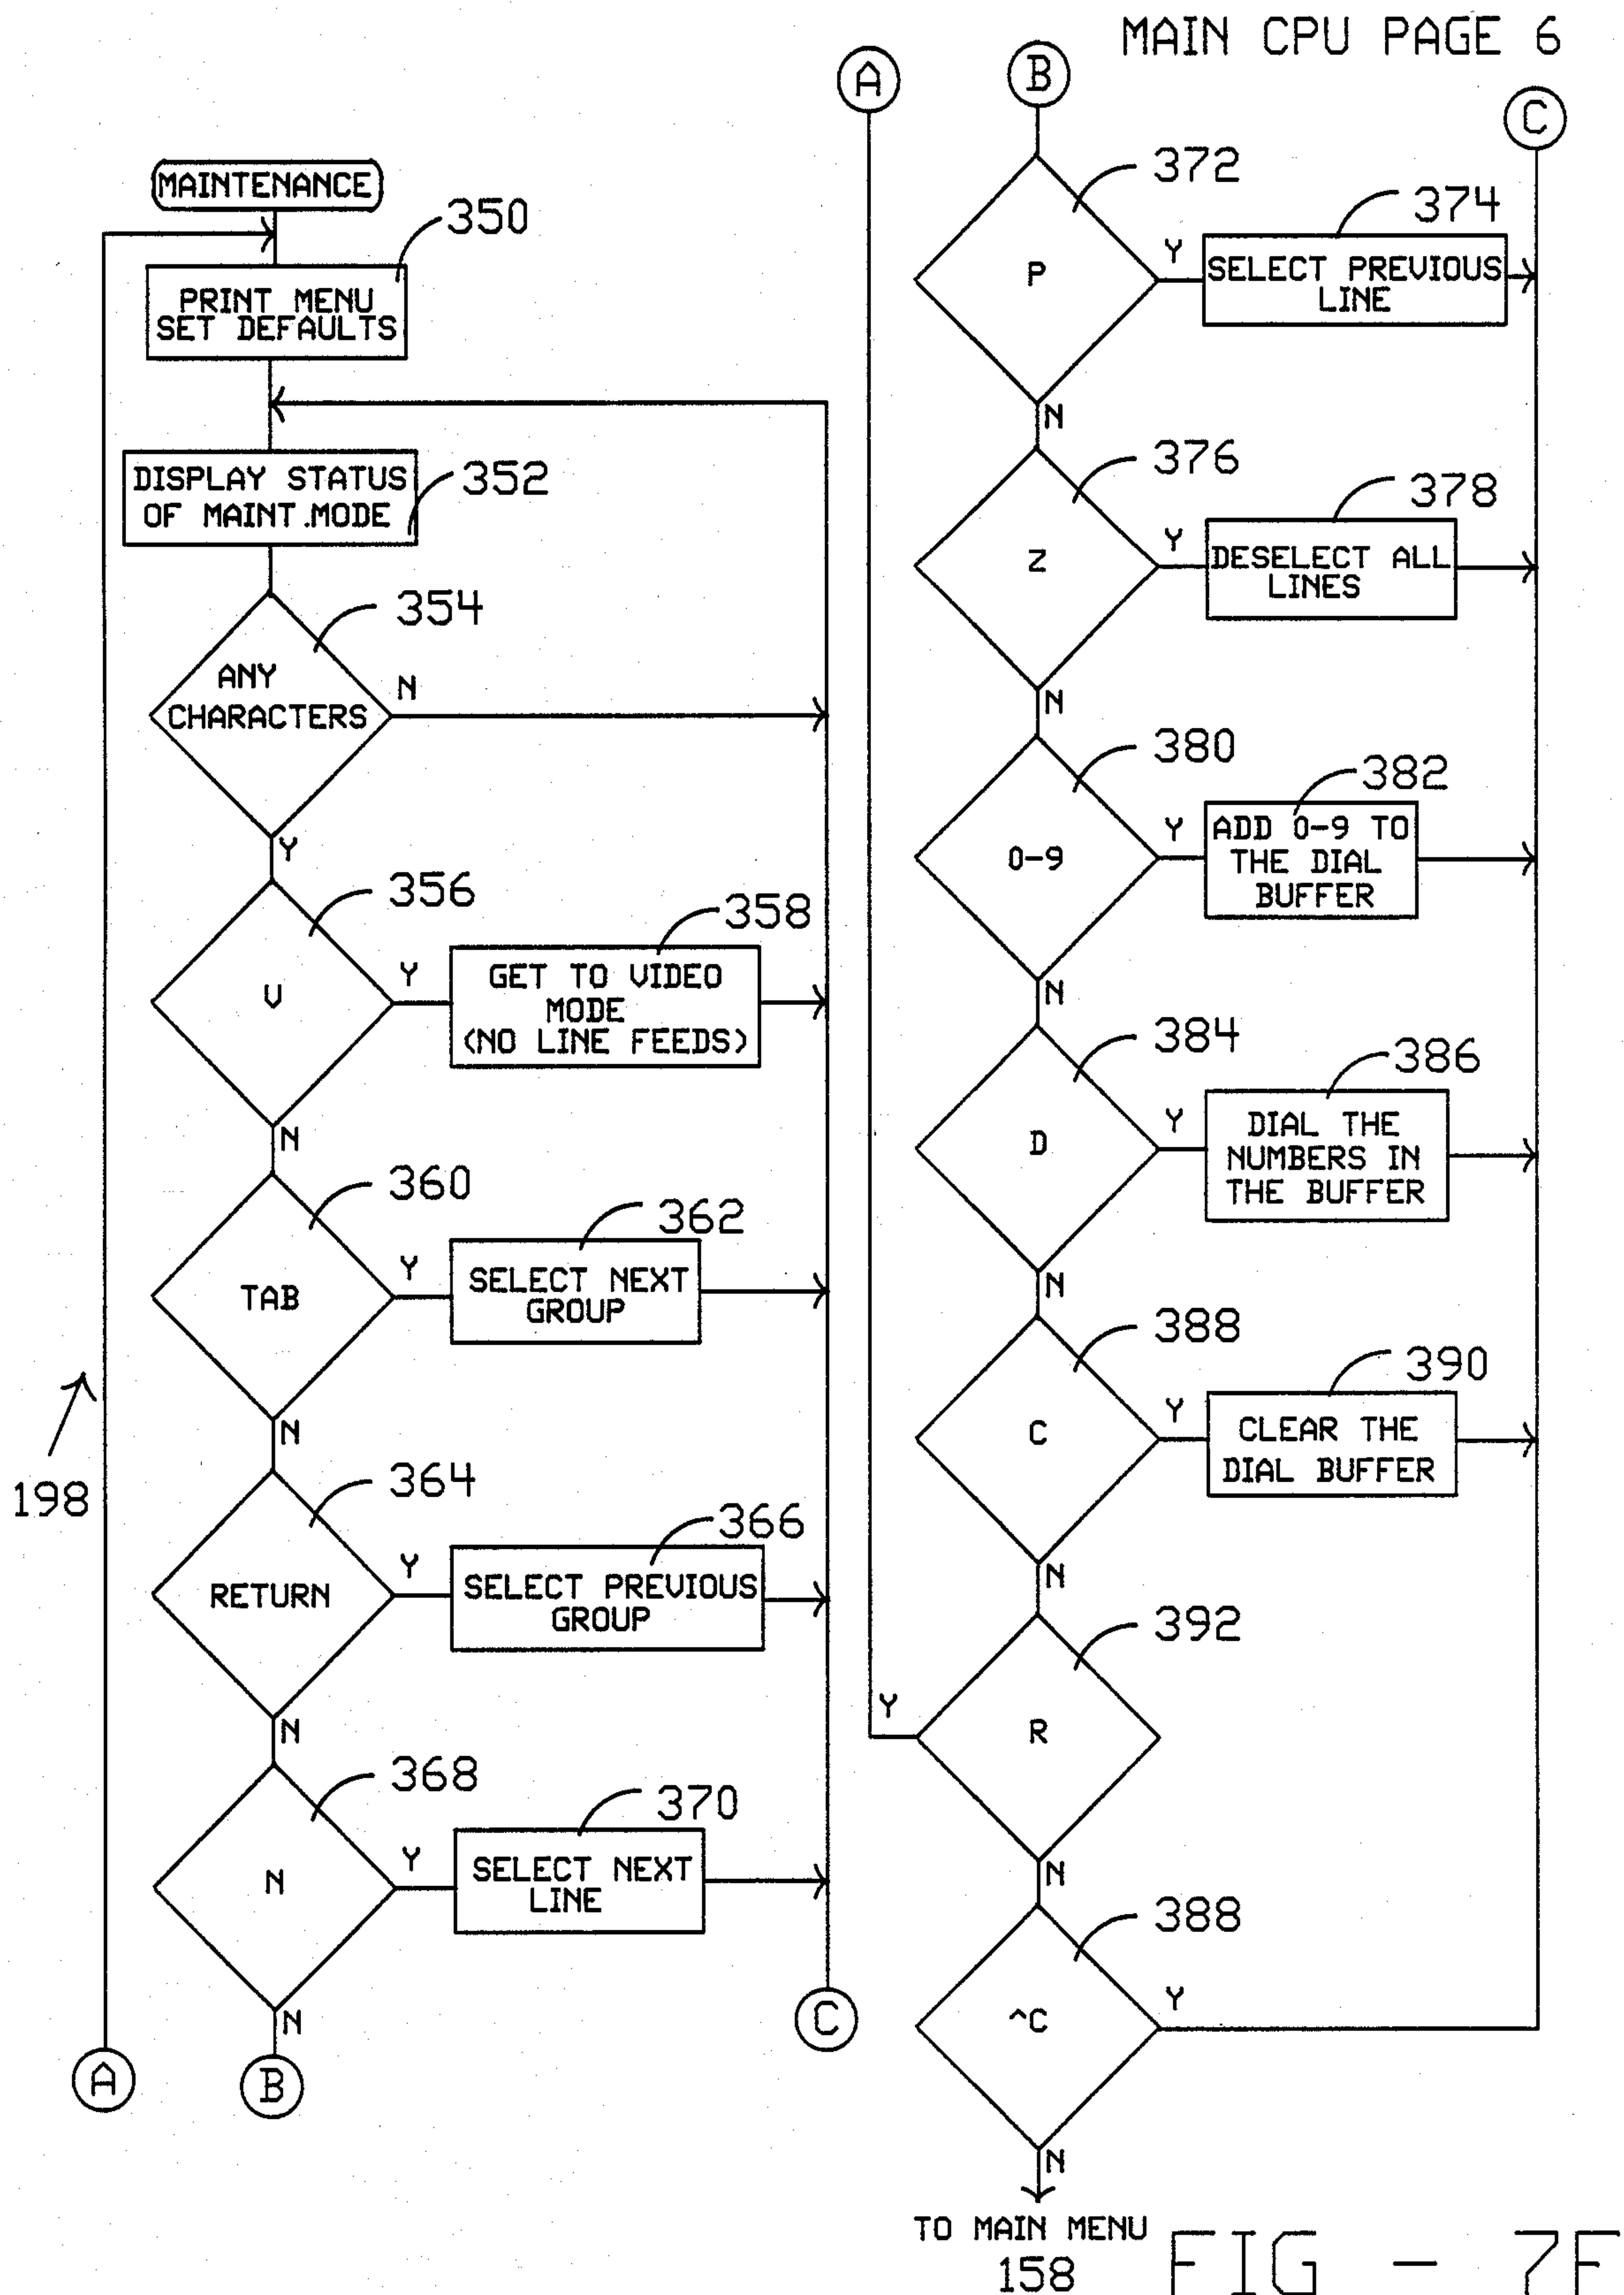 MAIN CPU PAGE 6
MAINTENANCE
350
PRINT MENU
SET DEFAULTS
DISPLAY STATUS
OF MAINT.MODE
352
354
ANY
CHARACTERS
N
Y
356
V
Y
358
GET TO VIDEO
MODE
(NO LINE FEEDS)
N
360
TAB
Y
362
SELECT NEXT
GROUP
N
198
364
RETURN
Y
366
SELECT PREVIOUS
GROUP
N
368
N
Y
370
SELECT NEXT
LINE
N
A
B
C
A
B
C
372
P
Y
374
SELECT PREVIOUS
LINE
N
376
Z
Y
378
DESELECT ALL
LINES
N
380
0-9
Y
382
ADD 0-9 TO
THE DIAL
BUFFER
N
384
D
Y
386
DIAL THE
NUMBERS IN
THE BUFFER
N
388
C
Y
390
CLEAR THE
DIAL BUFFER
N
392
Y
R
N
388
^C
Y
N
TO MAIN MENU
158
FIG - 7F